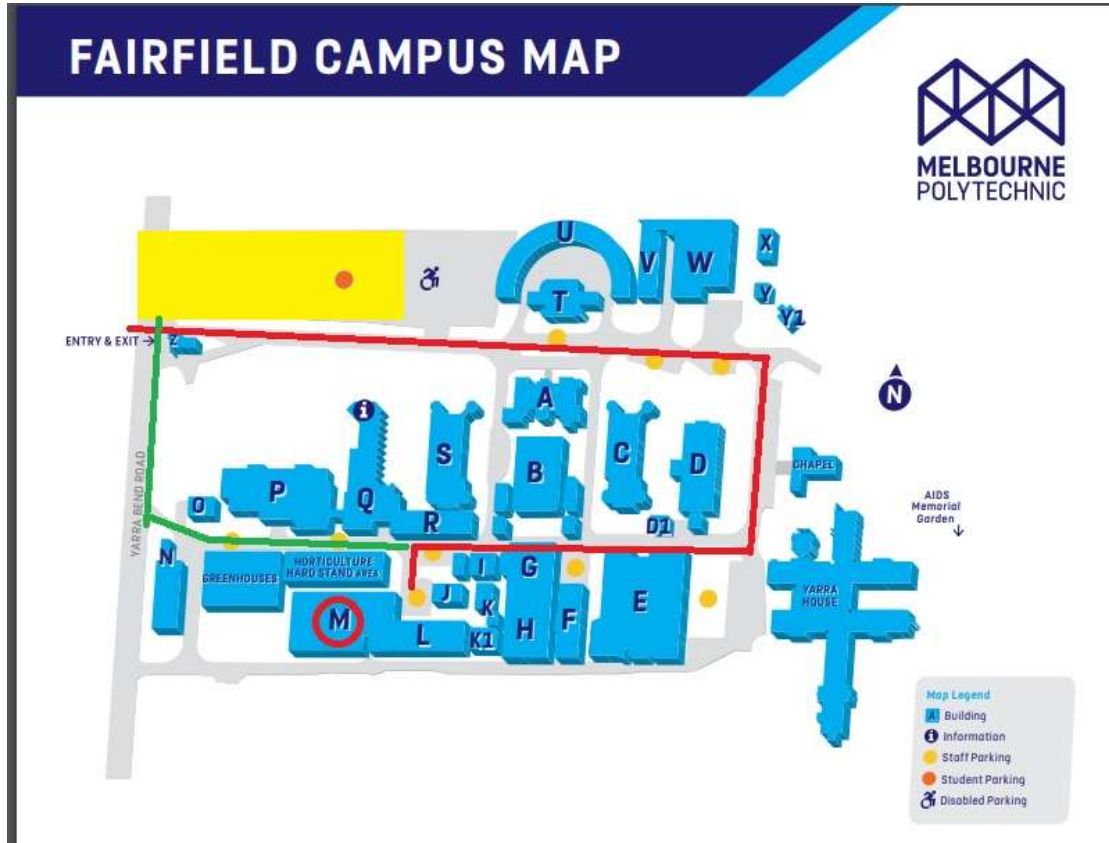 FAIRFIELD CAMPUS MAP
MELBOURNE
POLYTECHNIC
U
V
W
X
T
Y
Y1
ENTRY & EXIT →
Z
N
A
S
B
C
D
CHAPEL
P
Q
R
O
D1
AIDS
Memorial
Garden
YARRA BEND ROAD
N
GREENHOUSES
HORTICULTURE
HARD STAND AREA
I
G
J
K
E
F
YARRA
HOUSE
M
L
K1
H
Map Legend
A Building
i Information
Staff Parking
Student Parking
Disabled Parking